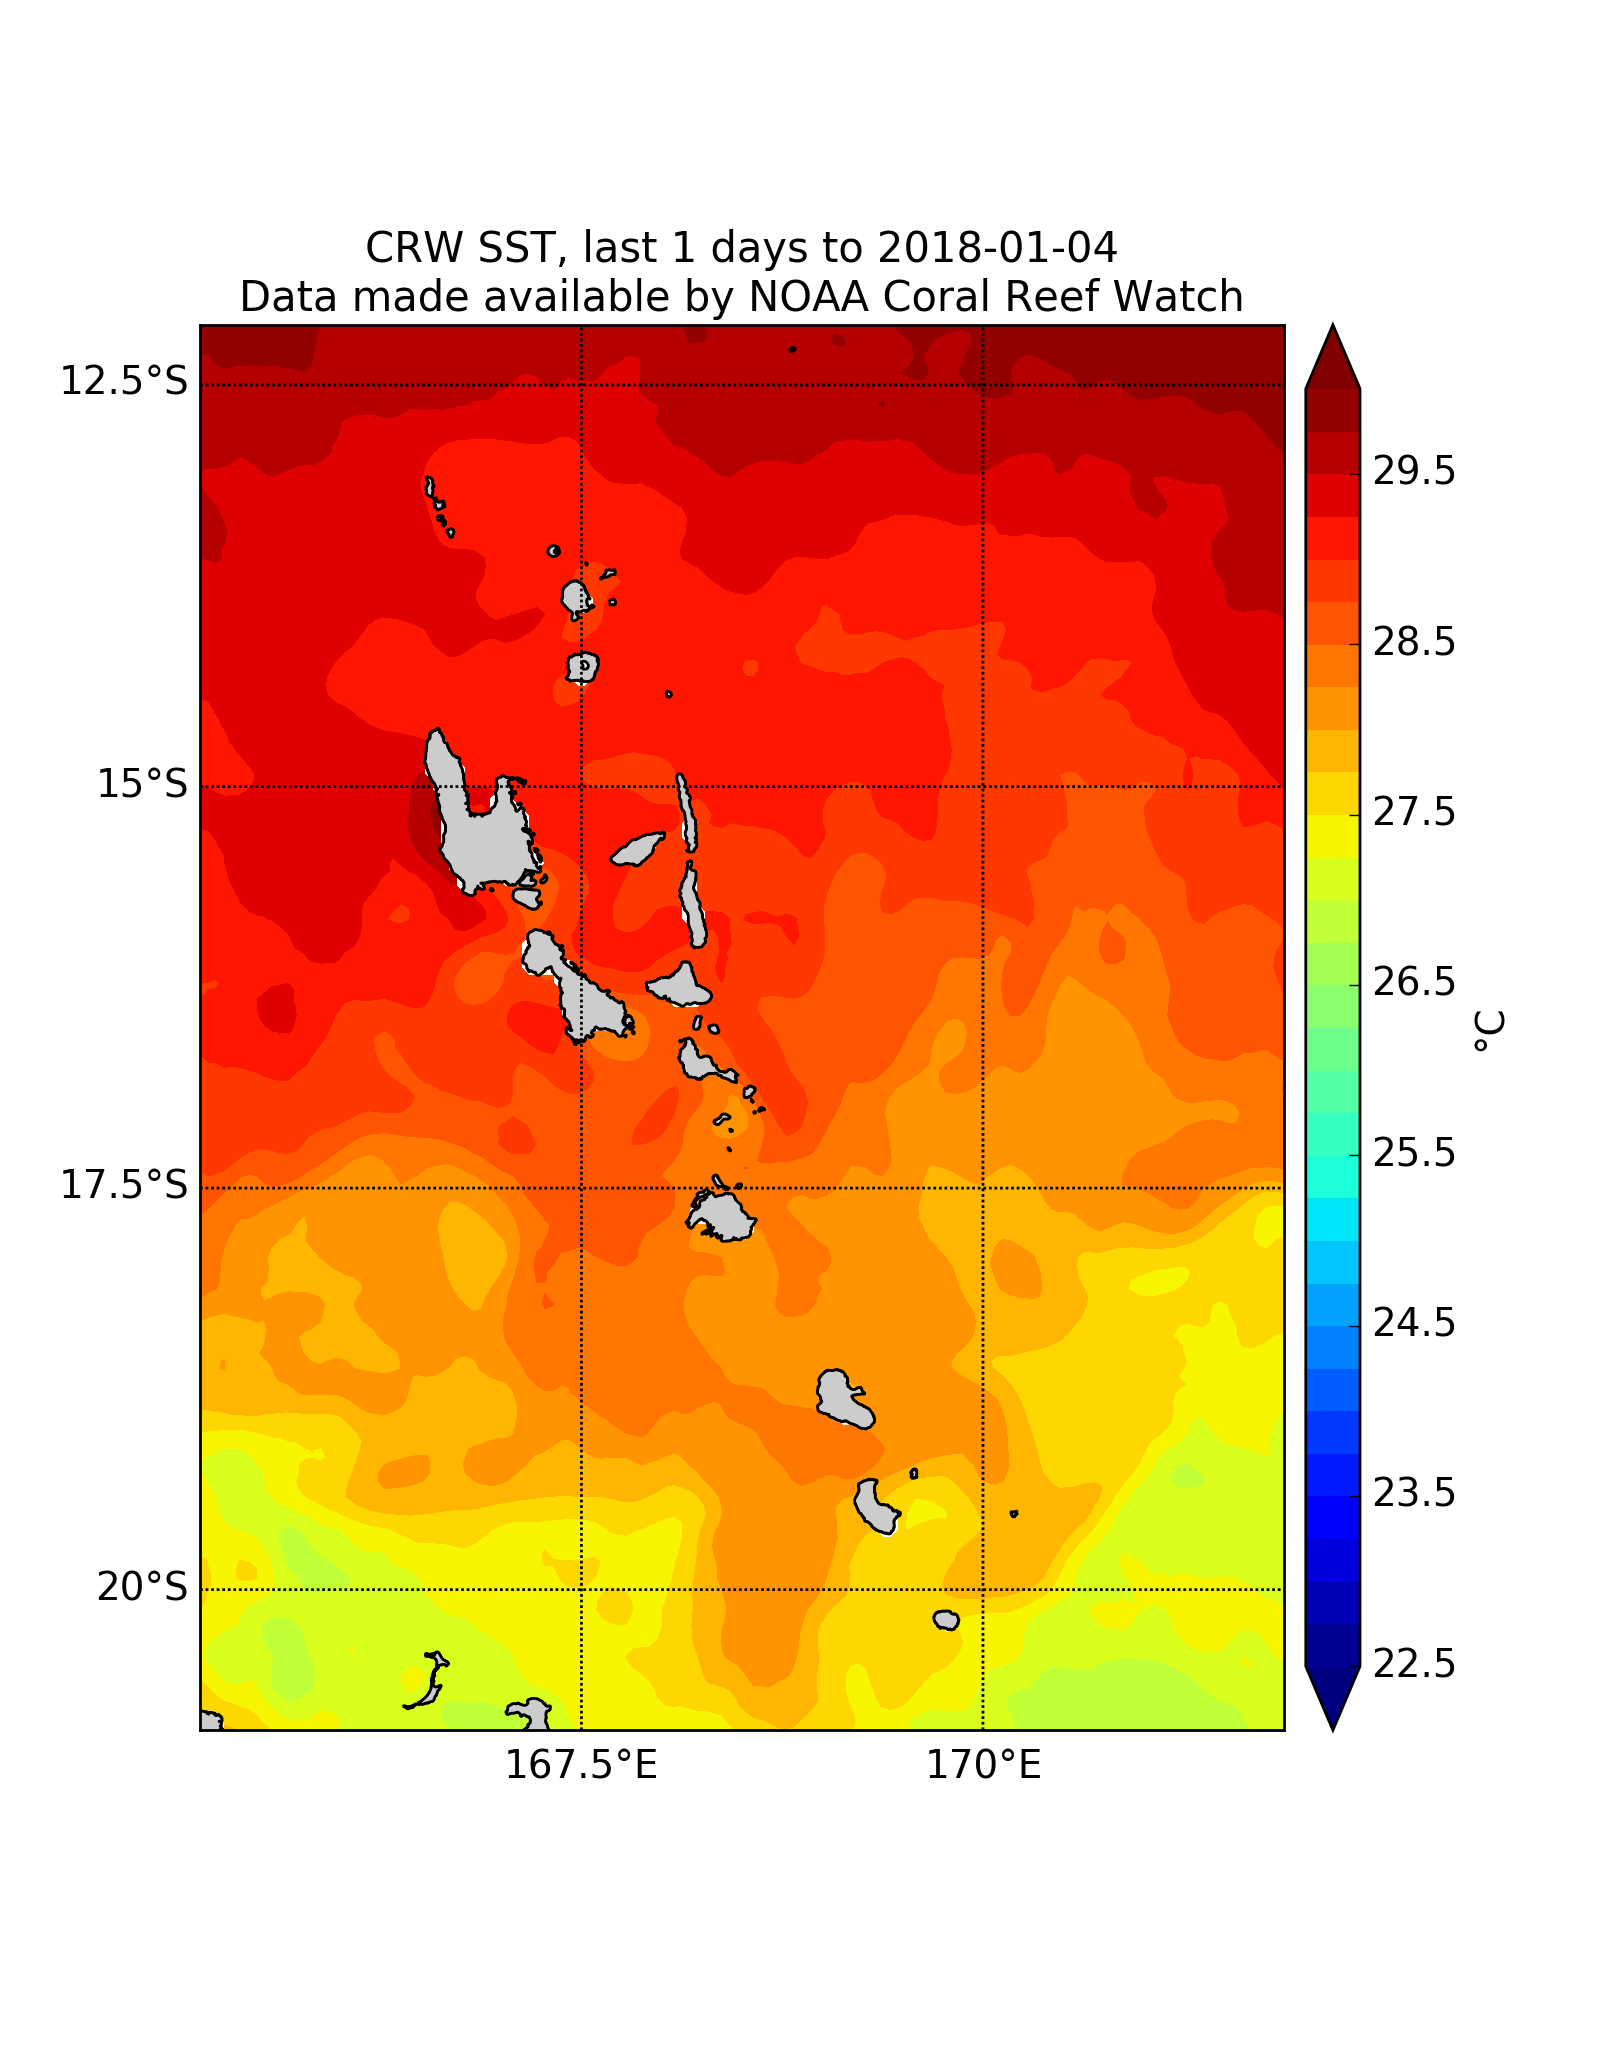 CRW SST, last 1 days to 2018-01-04
Data made available by NOAA Coral Reef Watch
12.5°S
15°S
17.5°S
20°S
167.5°E
170°E
29.5
28.5
27.5
26.5
25.5
24.5
23.5
22.5
°C